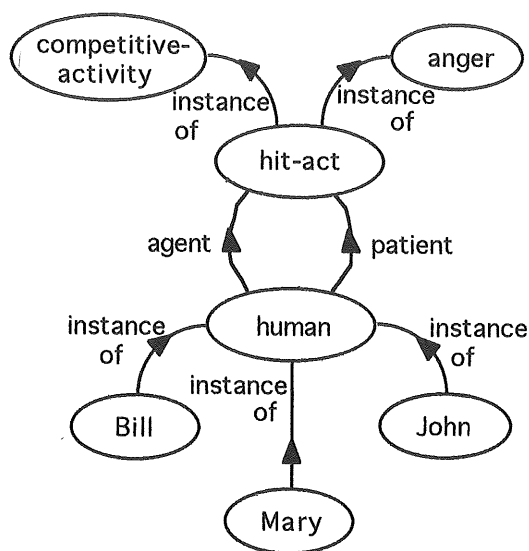 competitive-
activity
anger
instance
of
instance
of
hit-act
agent
patient
human
instance
of
instance
of
instance
of
Bill
John
Mary